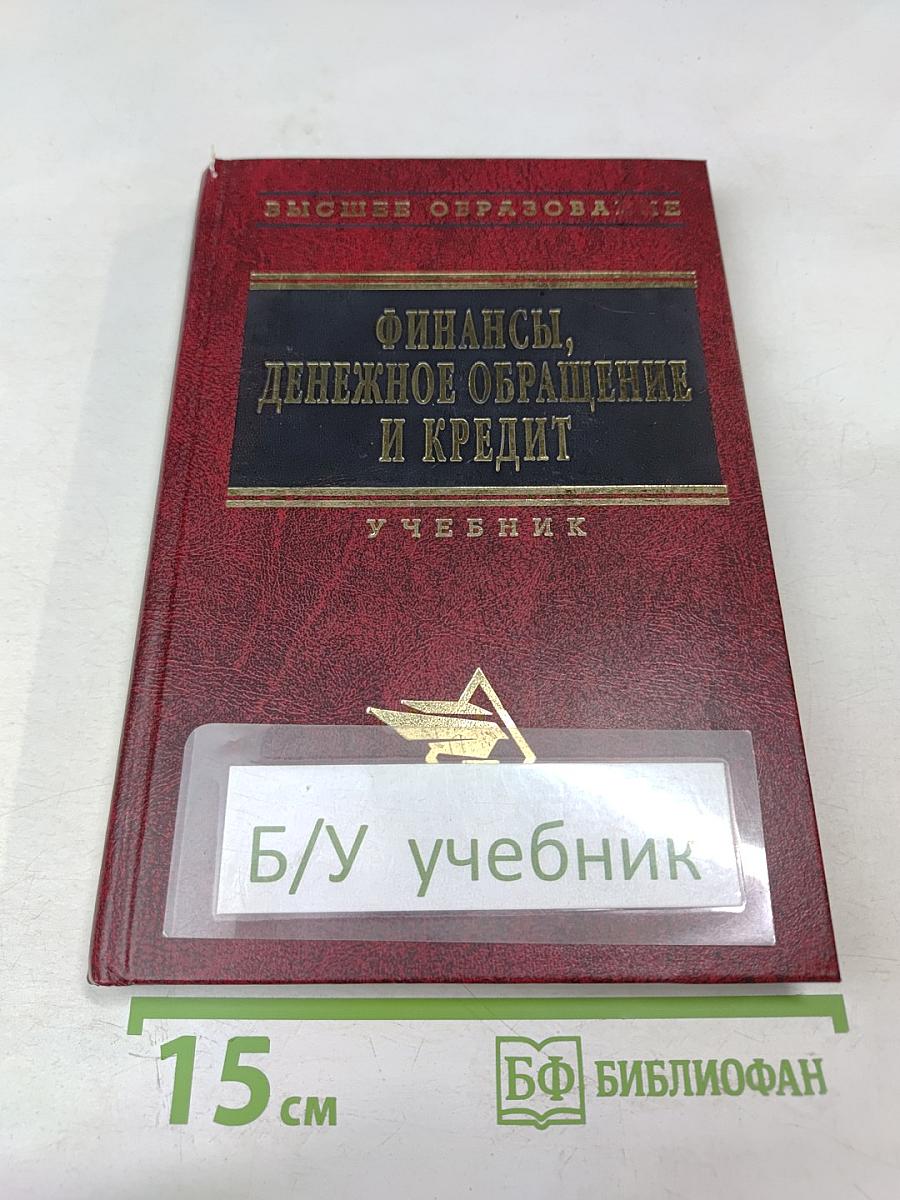 ВЫСШЕЕ ОБРАЗОВАНИЕ
ФИНАНСЫ,
ДЕНЕЖНОЕ ОБРАЩЕНИЕ
И КРЕДИТ
УЧЕБНИК
Б/У учебник
15 см
БФ БИБЛИОФАН